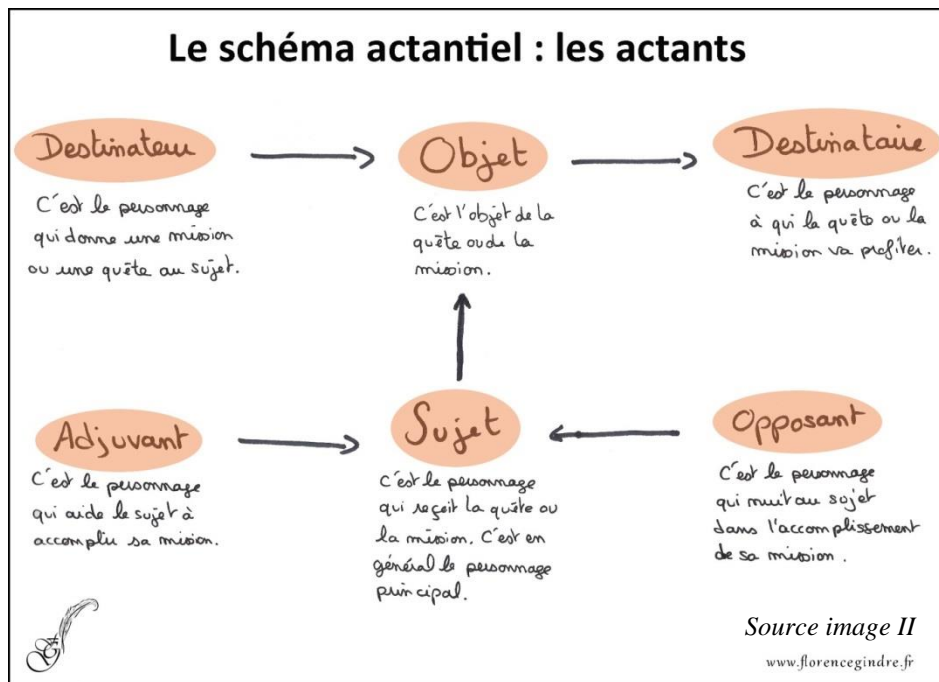 Le schéma actantiel : les actants
Destinateur
C'est le personnage
qui donne une mission
ou une quête au sujet.
Objet
C'est l'objet de la
quête ou de la
mission.
Destinataire
C'est le personnage
à qui la quête ou la
mission va profiter.
Adjuvant
C'est le personnage
qui aide le sujet à
accomplir sa mission.
Sujet
C'est le personnage
qui reçoit la quête ou
la mission. C'est en
général le personnage
principal.
Opposant
C'est le personnage
qui nuit au sujet
dans l'accomplissement
de sa mission.
Source image II
www.florencegindre.fr